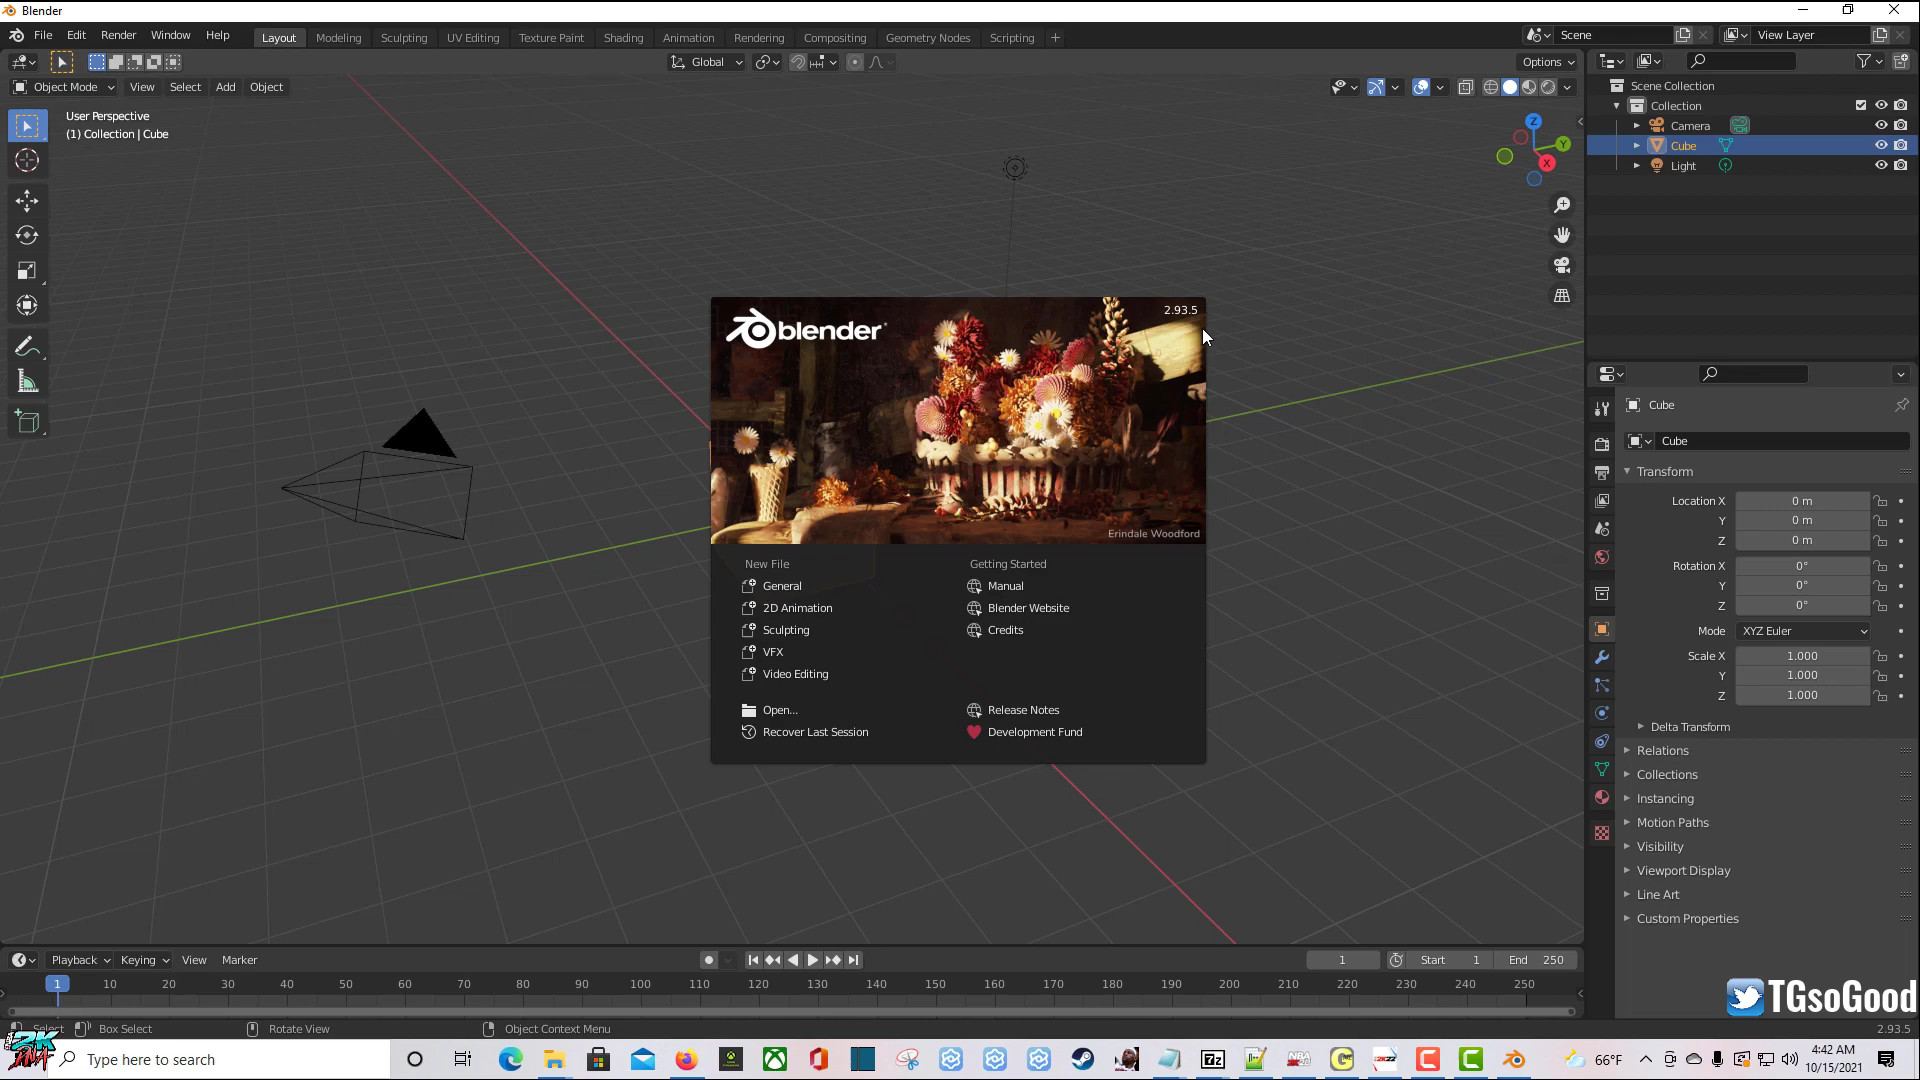 Blender
File Edit Render Window Help
Layout Modeling Sculpting UV Editing Texture Paint Shading Animation Rendering Compositing Geometry Nodes Scripting +
Scene
View Layer
Global
Options
Object Mode View Select Add Object
User Perspective
(1) Collection | Cube
Z
Y
X
Scene Collection
Collection
Camera
Cube
Light
blender
2.93.5
Erindale Woodford
New File
General
2D Animation
Sculpting
VFX
Video Editing
Open...
Recover Last Session
Getting Started
Manual
Blender Website
Credits
Release Notes
Development Fund
Cube
Cube
Transform
Location X 0 m
Y 0 m
Z 0 m
Rotation X 0°
Y 0°
Z 0°
Mode XYZ Euler
Scale X 1.000
Y 1.000
Z 1.000
Delta Transform
Relations
Collections
Instancing
Motion Paths
Visibility
Viewport Display
Line Art
Custom Properties
Playback Keying View Marker
1 Start 1 End 250
1 10 20 30 40 50 60 70 80 90 100 110 120 130 140 150 160 170 180 190 200 210 220 230 240 250
TGsoGood
Select Box Select Rotate View Object Context Menu
2.93.5
2K
DNA
Type here to search
7z
66°F
4:42 AM
10/15/2021